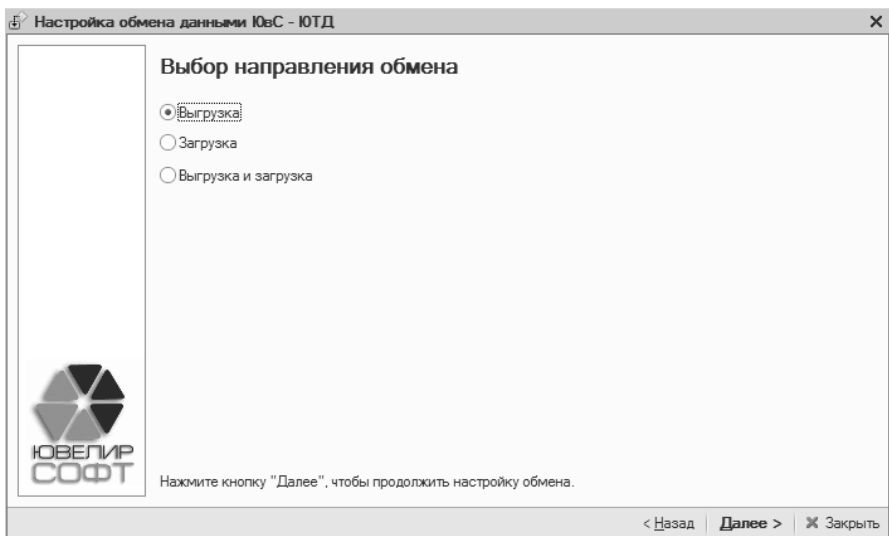 Настройка обмена данными ЮвС - ЮТД
Выбор направления обмена
Выгрузка
Загрузка
Выгрузка и загрузка
ЮВЕЛИР
СОФТ
Нажмите кнопку "Далее", чтобы продолжить настройку обмена.
< Назад Далее > Закрыть